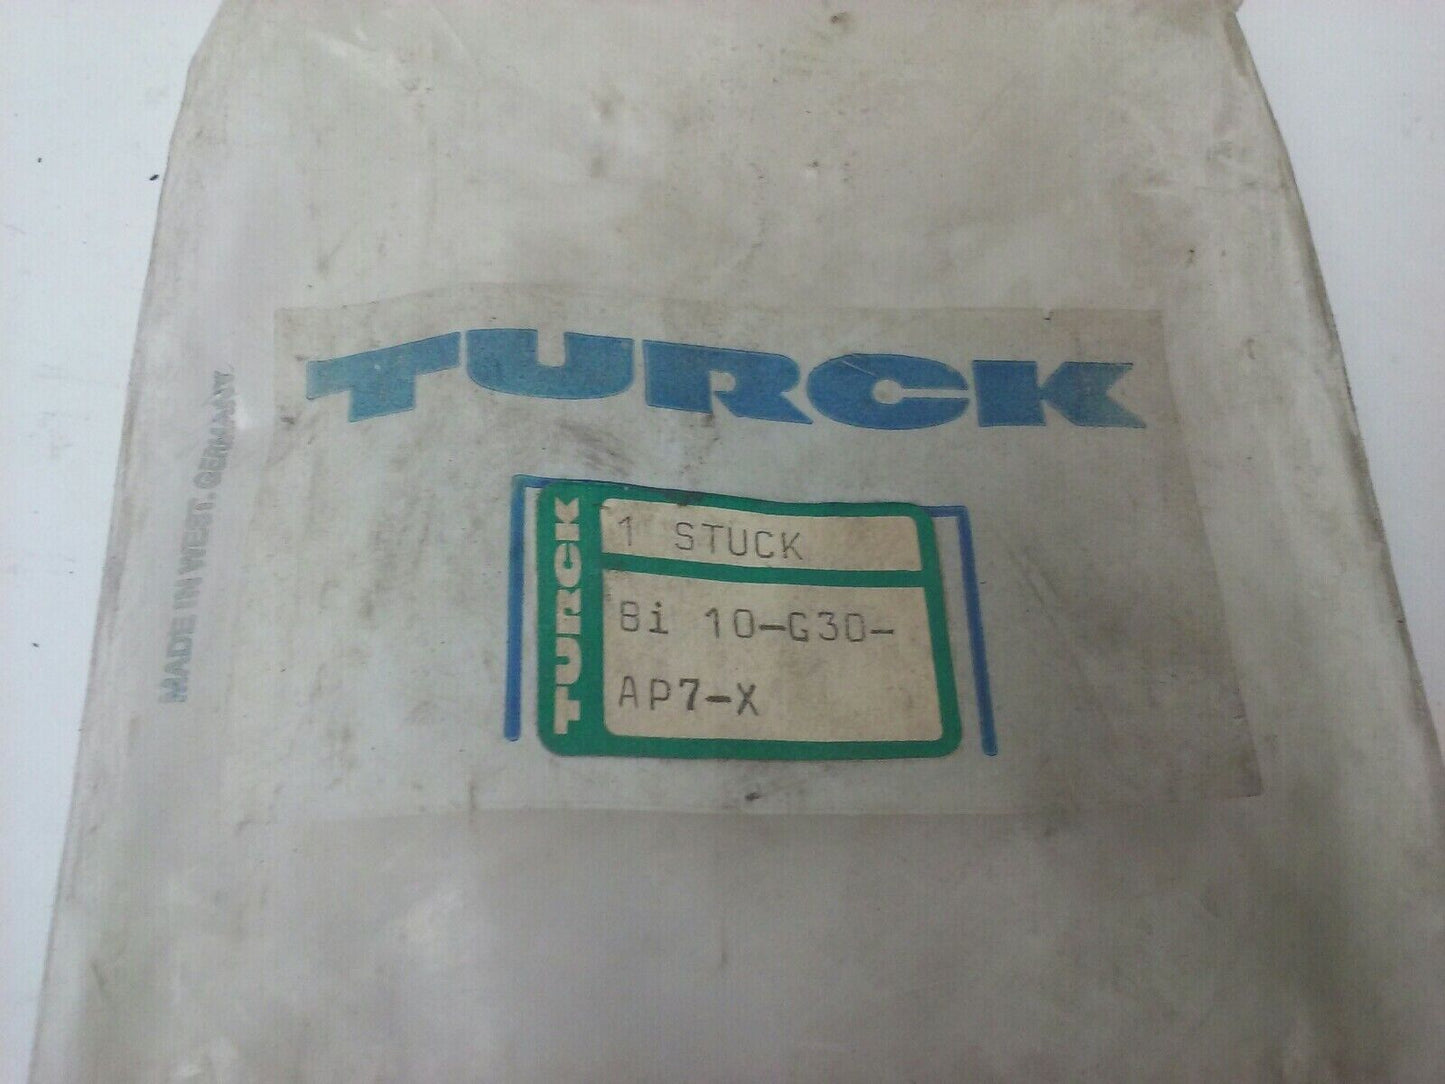 TURCK
MADE IN WEST. GERMANY
TURCK
1 STUCK
Bi 10-G30-
AP7-X